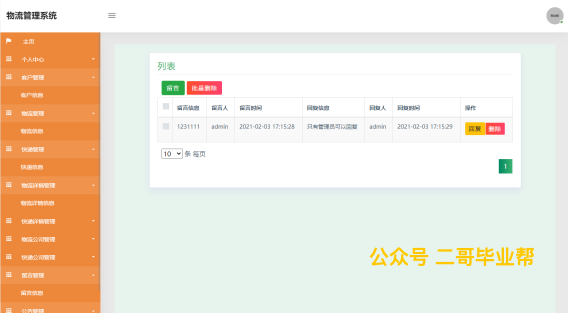 物流管理系统
主页
个人中心
客户管理
客户信息
物流管理
物流信息
快递管理
快递信息
物流详情管理
物流详情信息
快递详情管理
物流公司管理
快递公司管理
留言管理
留言信息
公告管理
列表
留言 批量删除
留言信息 留言人 留言时间 回复信息 回复人 回复时间 操作
1231111 admin 2021-02-03 17:15:28 只有管理员可以回复 admin 2021-02-03 17:15:29 回复 删除
10 条 每页
1
公众号 二哥毕业帮